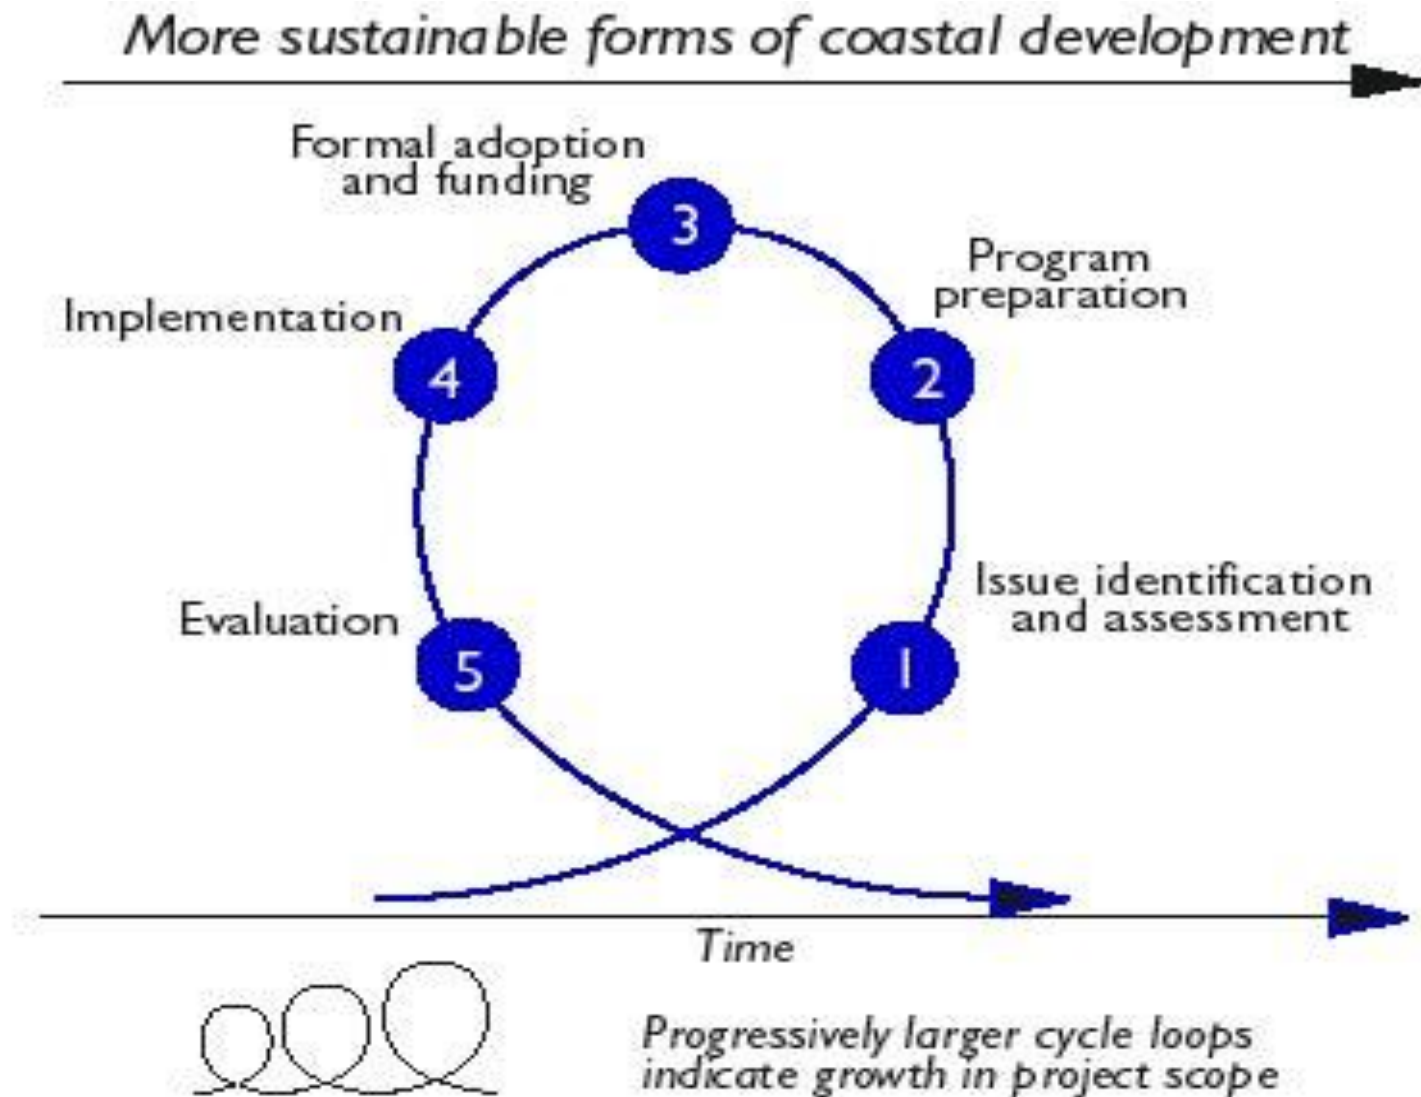 More sustainable forms of coastal development
Formal adoption
and funding
3
Program
preparation
Implementation
4
2
Issue identification
and assessment
Evaluation
5
1
Time
Progressively larger cycle loops
indicate growth in project scope